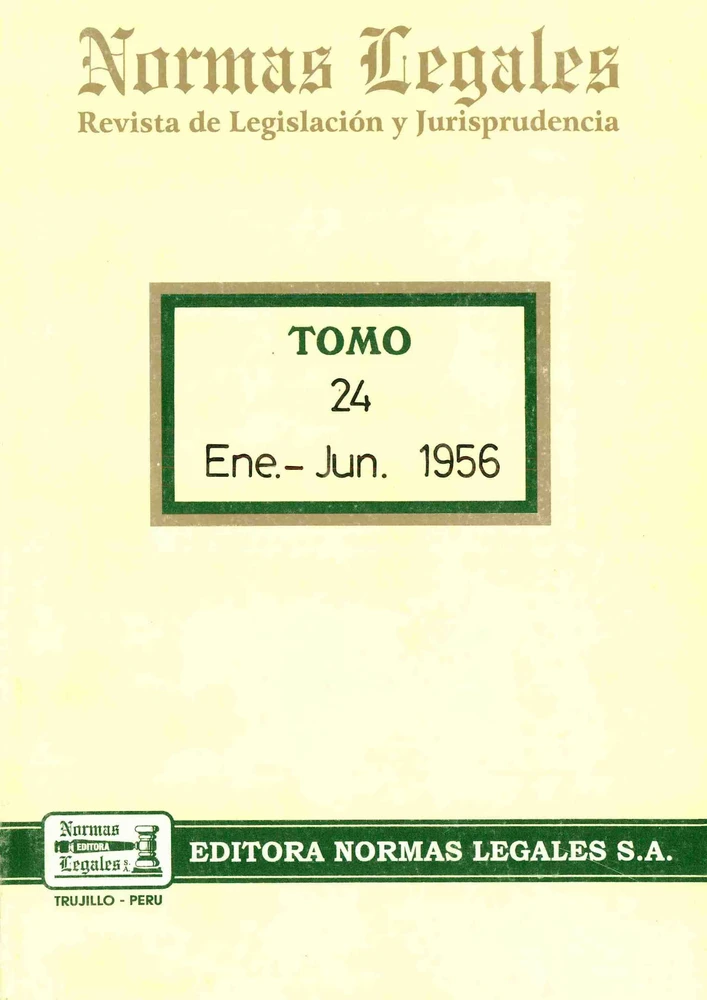 Normas Legales
Revista de Legislación y Jurisprudencia
TOMO
24
Ene.- Jun. 1956
Normas
EDITORA
Legales S.A.
EDITORA NORMAS LEGALES S.A.
TRUJILLO - PERU